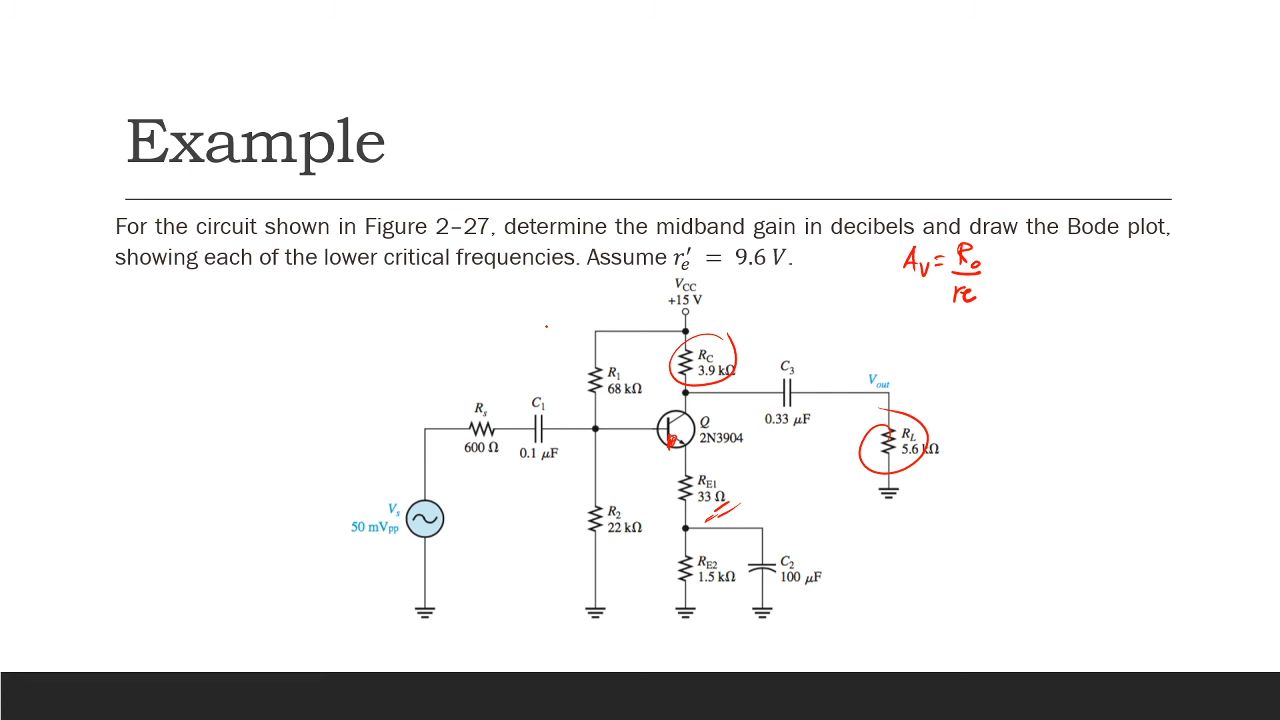 Example
For the circuit shown in Figure 2–27, determine the midband gain in decibels and draw the Bode plot,
showing each of the lower critical frequencies. Assume r′e = 9.6 V.
Av = Ro
re
VCC
+15 V
RC
3.9 kΩ
R1
68 kΩ
C3
0.33 μF
Vout
Rs
600 Ω
C1
0.1 μF
Q
2N3904
RL
5.6 kΩ
RE1
33 Ω
Vs
50 mVpp
R2
22 kΩ
RE2
1.5 kΩ
C2
100 μF